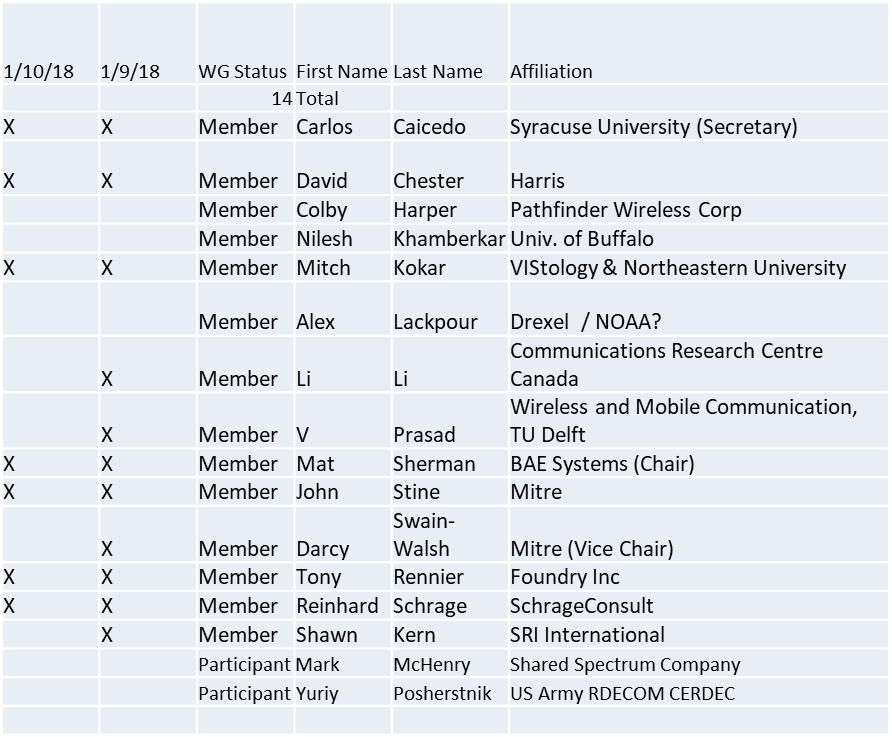 1/10/18 1/9/18 WG Status First Name Last Name Affiliation
14 Total
X X Member Carlos Caicedo Syracuse University (Secretary)
X X Member David Chester Harris
Member Colby Harper Pathfinder Wireless Corp
Member Nilesh Khamberkar Univ. of Buffalo
X X Member Mitch Kokar VIStology & Northeastern University
Member Alex Lackpour Drexel / NOAA?
Communications Research Centre
X Member Li Li Canada
Wireless and Mobile Communication,
X Member V Prasad TU Delft
X X Member Mat Sherman BAE Systems (Chair)
X X Member John Stine Mitre
Swain-
X Member Darcy Walsh Mitre (Vice Chair)
X X Member Tony Rennier Foundry Inc
X X Member Reinhard Schrage SchrageConsult
X Member Shawn Kern SRI International
Participant Mark McHenry Shared Spectrum Company
Participant Yuriy Posherstnik US Army RDECOM CERDEC